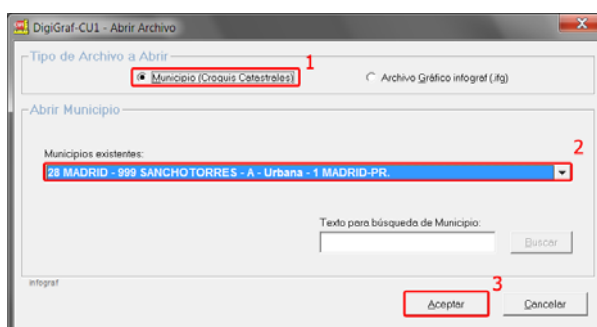 DigiGraf-CU1 - Abrir Archivo
Tipo de Archivo a Abrir
1
Municipio (Croquis Catastrales)
Archivo Gráfico infograf (.ifg)
Abrir Municipio
Municipios existentes:
2
28 MADRID - 999 SANCHOTORRES - A - Urbana - 1 MADRID-PR.
Texto para búsqueda de Municipio:
Buscar
infograf
3
Aceptar
Cancelar